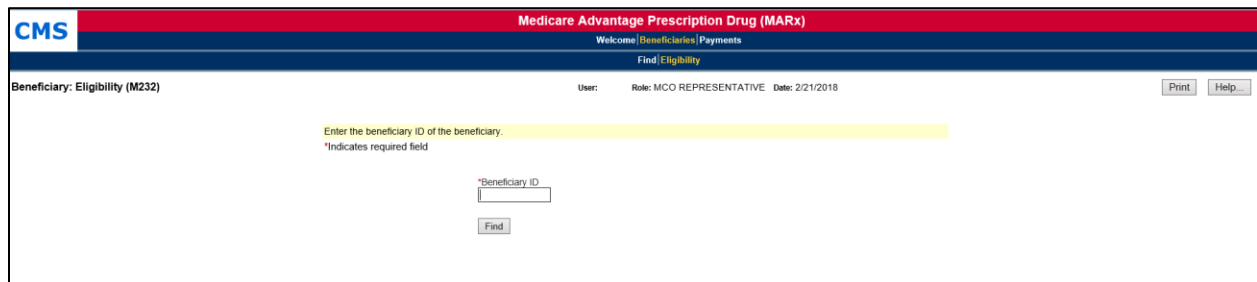 CMS
Medicare Advantage Prescription Drug (MARx)
Welcome|Beneficiaries|Payments
Find|Eligibility
Beneficiary: Eligibility (M232) User: Role: MCO REPRESENTATIVE Date: 2/21/2018 Print Help...
Enter the beneficiary ID of the beneficiary.
*Indicates required field
*Beneficiary ID
Find